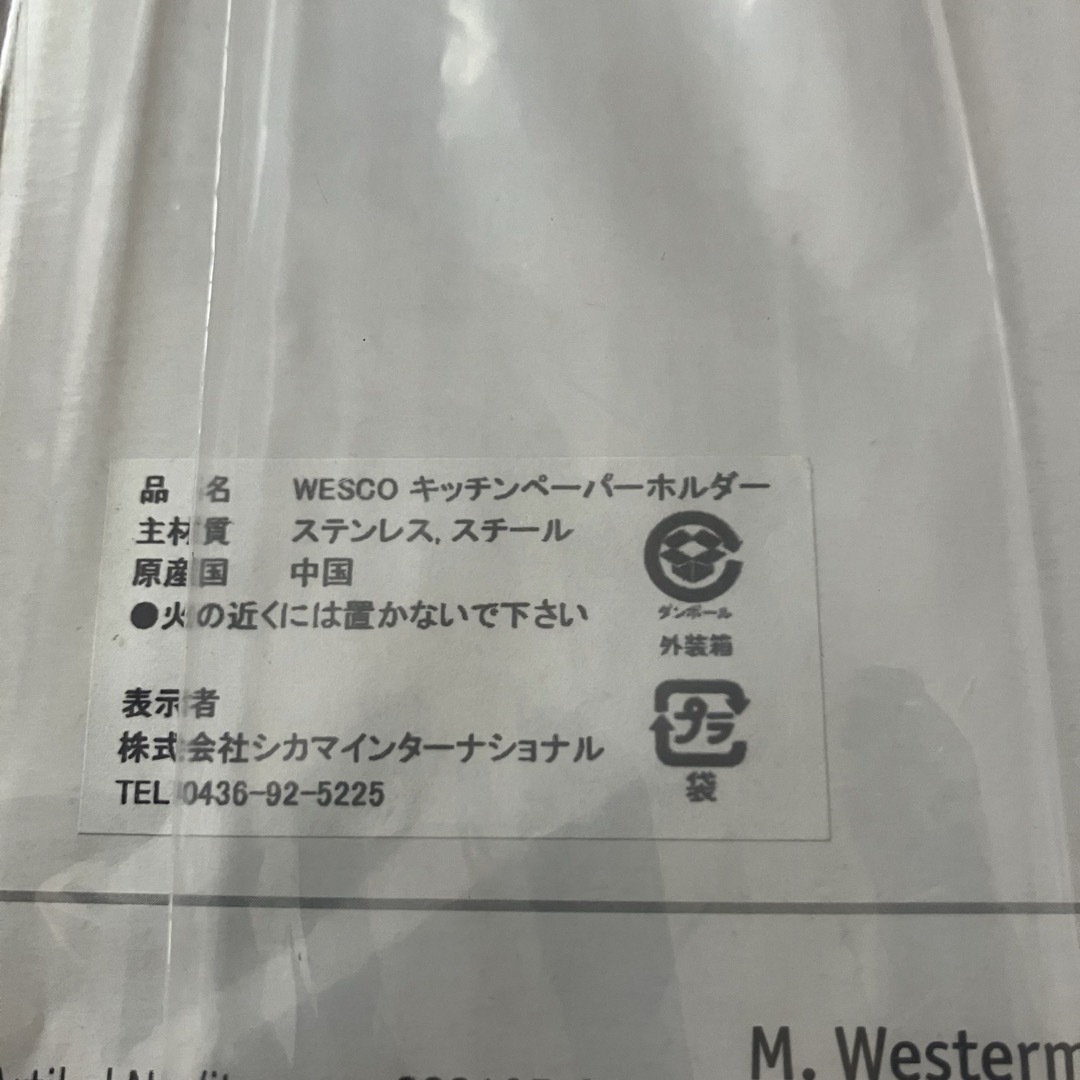 品名 WESCO キッチンペーパーホルダー
主材質 ステンレス, スチール
原産国 中国
●火の近くには置かないで下さい
ダンボール
外装箱
表示者
株式会社シカマインターナショナル
TEL 0436-92-5225
プラ
袋
M. Westerm